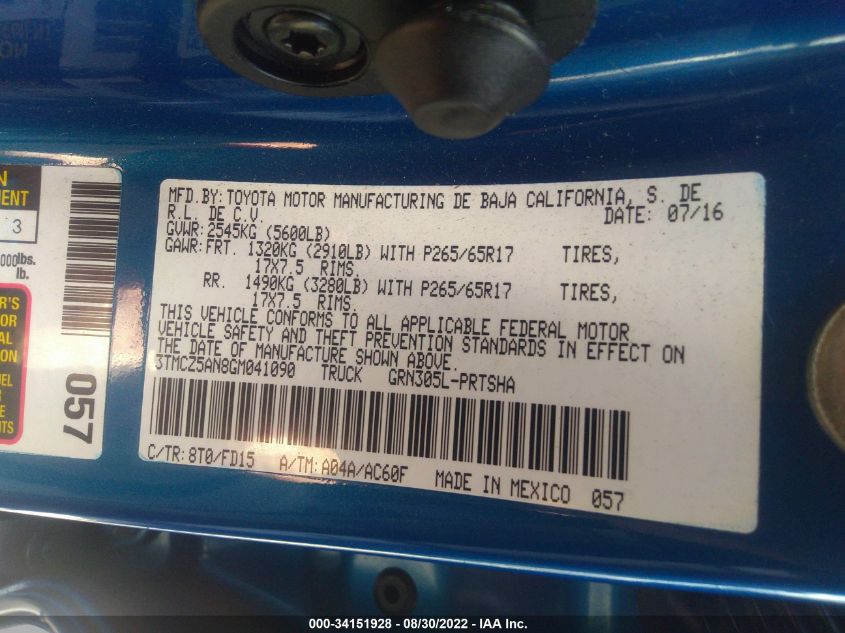 MFD.BY: TOYOTA MOTOR MANUFACTURING DE BAJA CALIFORNIA, S. DE
R.L. DE C.V. DATE: 07/16
GVWR: 2545KG (5600LB)
GAWR: FRT. 1320KG (2910LB) WITH P265/65R17 TIRES,
17X7.5 RIMS,
RR. 1490KG (3280LB) WITH P265/65R17 TIRES,
17X7.5 RIMS
THIS VEHICLE CONFORMS TO ALL APPLICABLE FEDERAL MOTOR
VEHICLE SAFETY AND THEFT PREVENTION STANDARDS IN EFFECT ON
THE DATE OF MANUFACTURE SHOWN ABOVE.
3TMCZ5AN8GM041090 TRUCK GRN305L-PRTSHA
C/TR: 8T0/FD15 A/TM: A04A/AC60F MADE IN MEXICO 057
3
lbs.
lb.
057
000-34151928 - 08/30/2022 - IAA Inc.